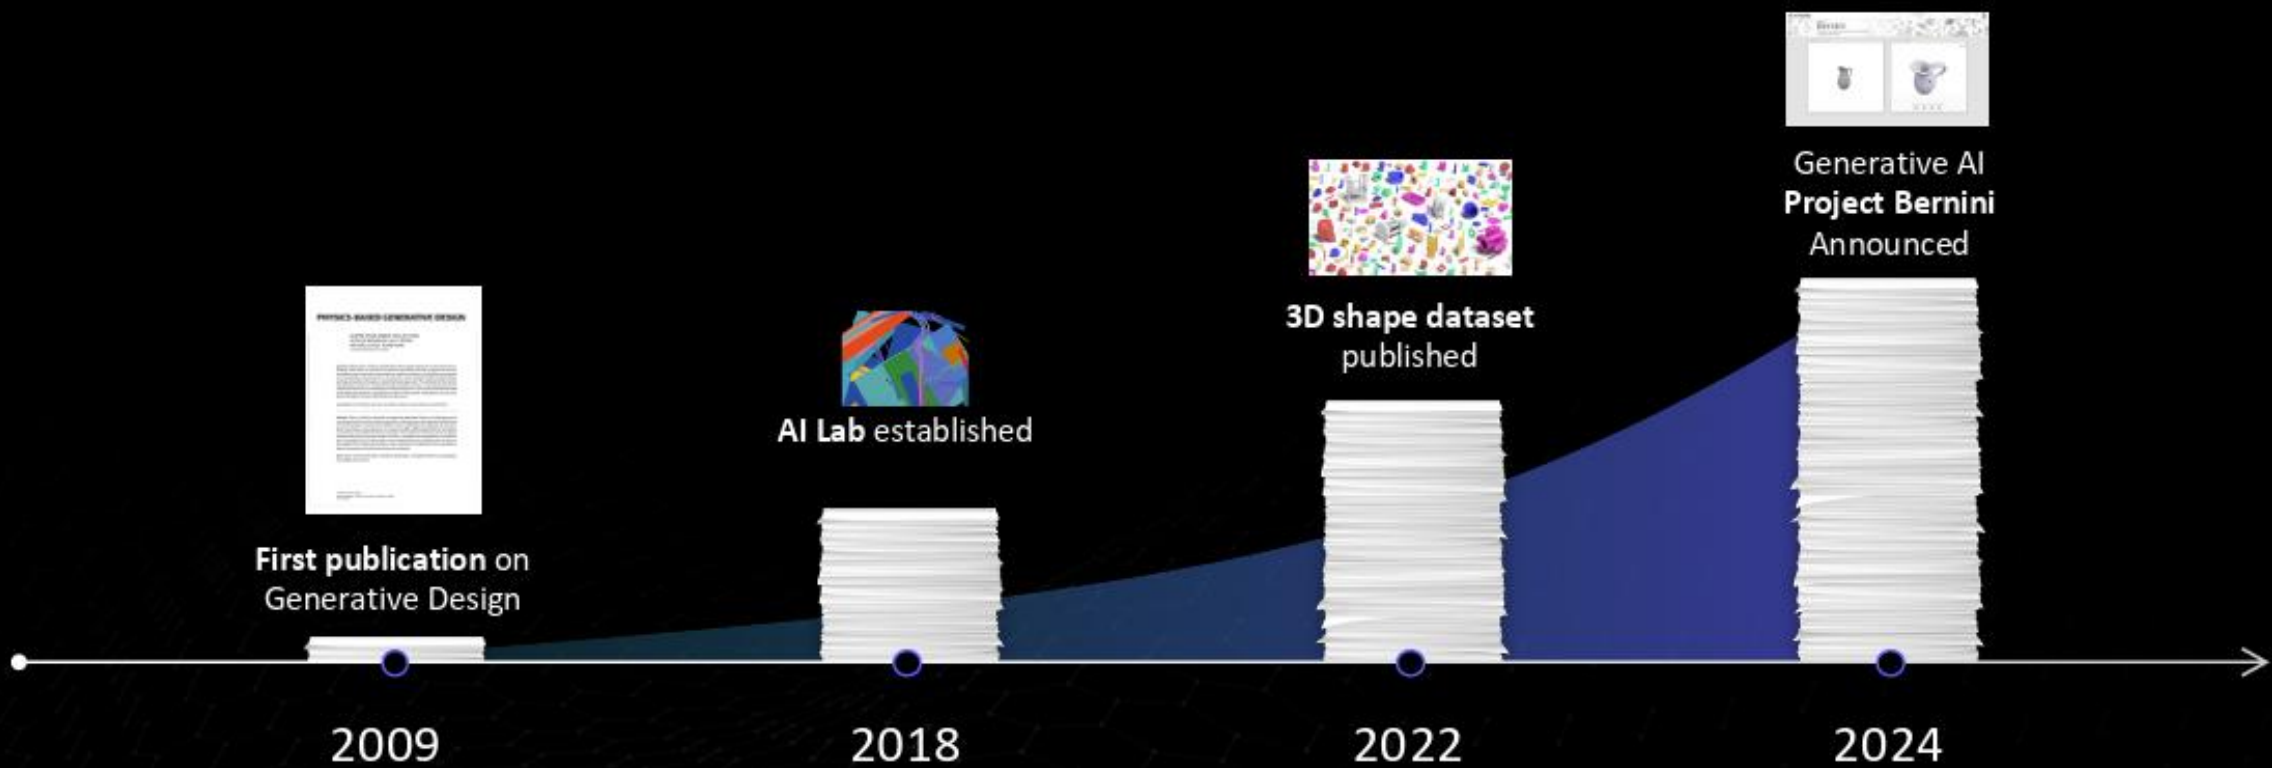 PHYSICS-BASED GENERATIVE DESIGN
First publication on
Generative Design
2009
AI Lab established
2018
3D shape dataset
published
2022
Generative AI
Project Bernini
Announced
2024